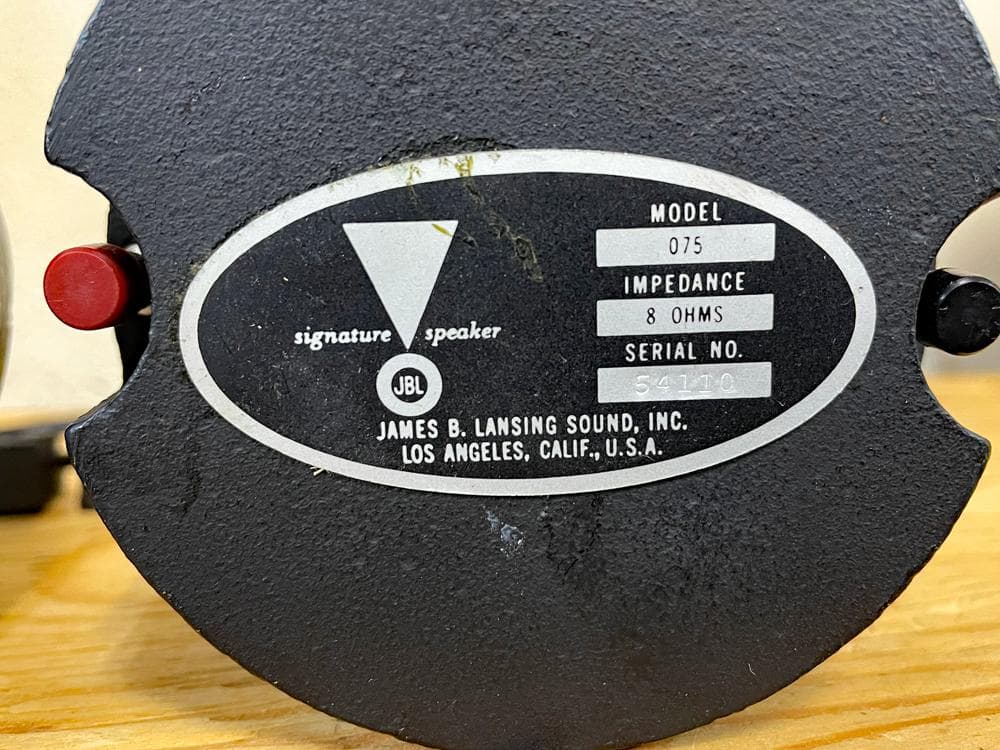 signature speaker
JBL
JAMES B. LANSING SOUND, INC.
LOS ANGELES, CALIF., U.S.A.
MODEL
075
IMPEDANCE
8 OHMS
SERIAL NO.
54110